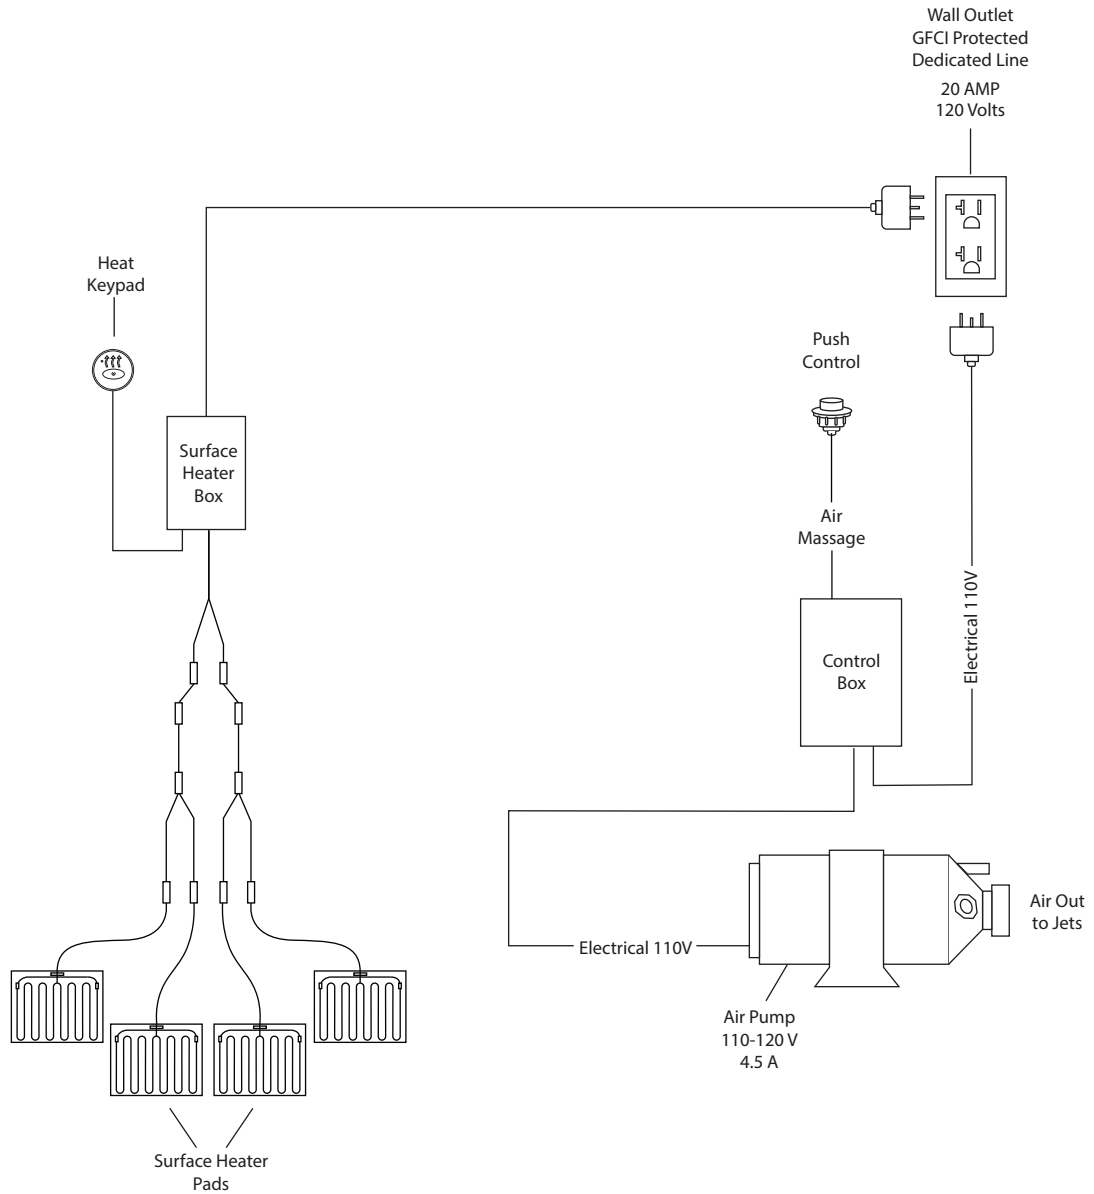 Wall Outlet
GFCI Protected
Dedicated Line
20 AMP
120 Volts
Heat
Keypad
Push
Control
Surface
Heater
Box
Air
Massage
Electrical 110V
Control
Box
Air Out
to Jets
Electrical 110V
Air Pump
110-120 V
4.5 A
Surface Heater
Pads